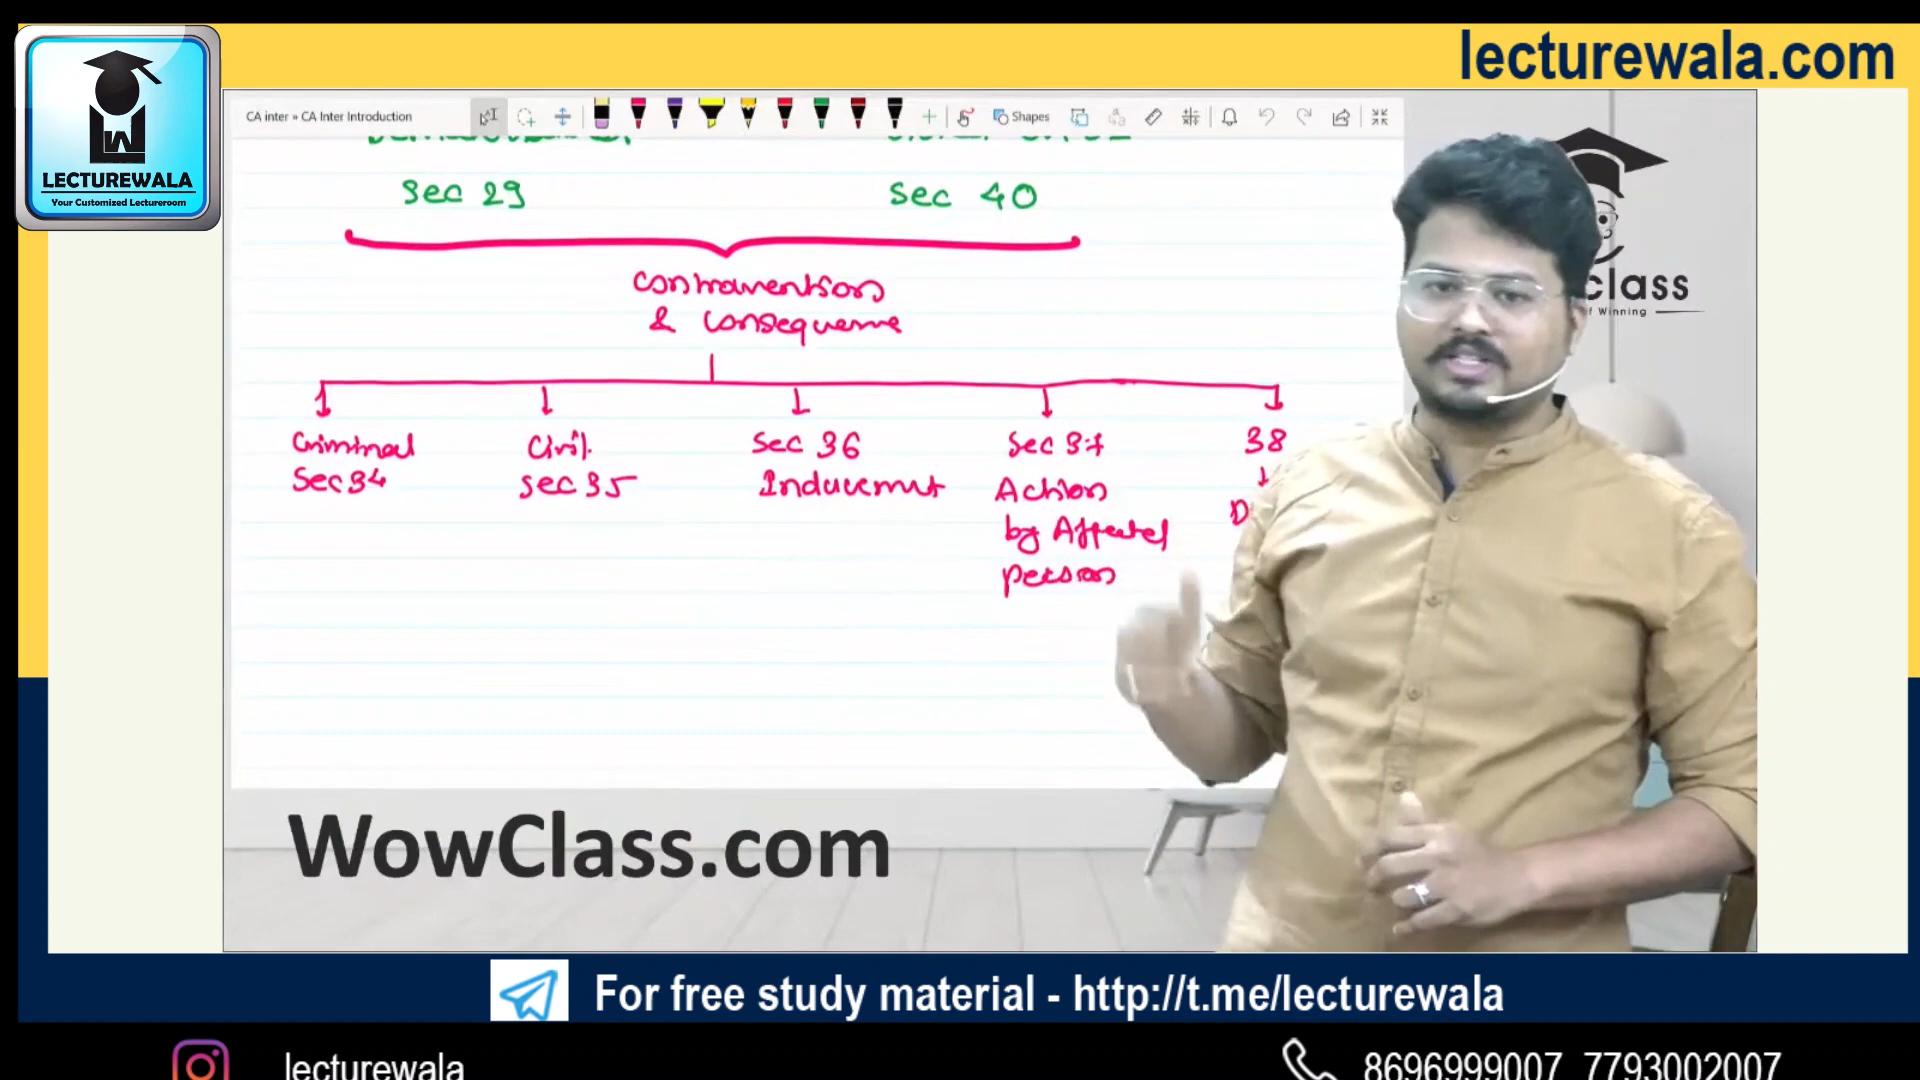 lecturewala.com
LW
LECTUREWALA
Your Customized Lectureroom
CA inter » CA Inter Introduction
Shapes
Sec 29
Sec 40
Contravention
& Consequence
Criminal
Sec 34
Civil
Sec 35
Sec 36
Inducement
Sec 37
Action
by Affected
person
38
D
class
f Winning
WowClass.com
For free study material - http://t.me/lecturewala
lecturewala
8696999007, 7793002007